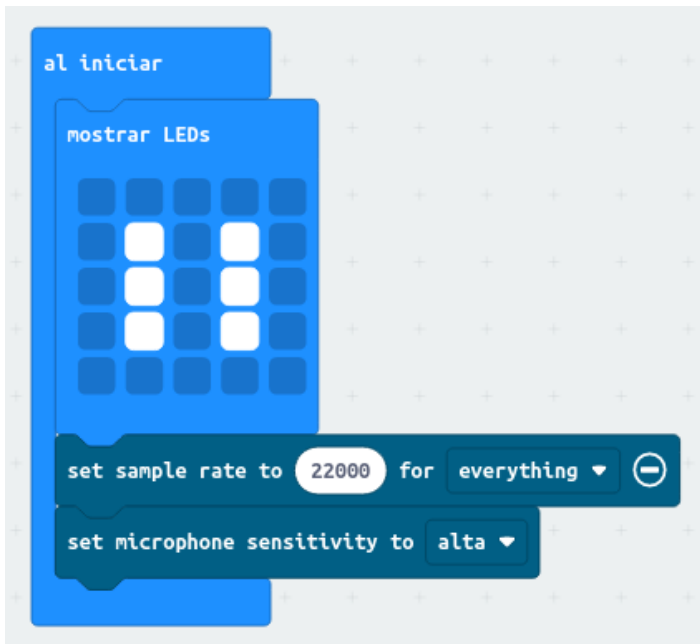 al iniciar
mostrar LEDs
set sample rate to 22000 for everything
set microphone sensitivity to alta